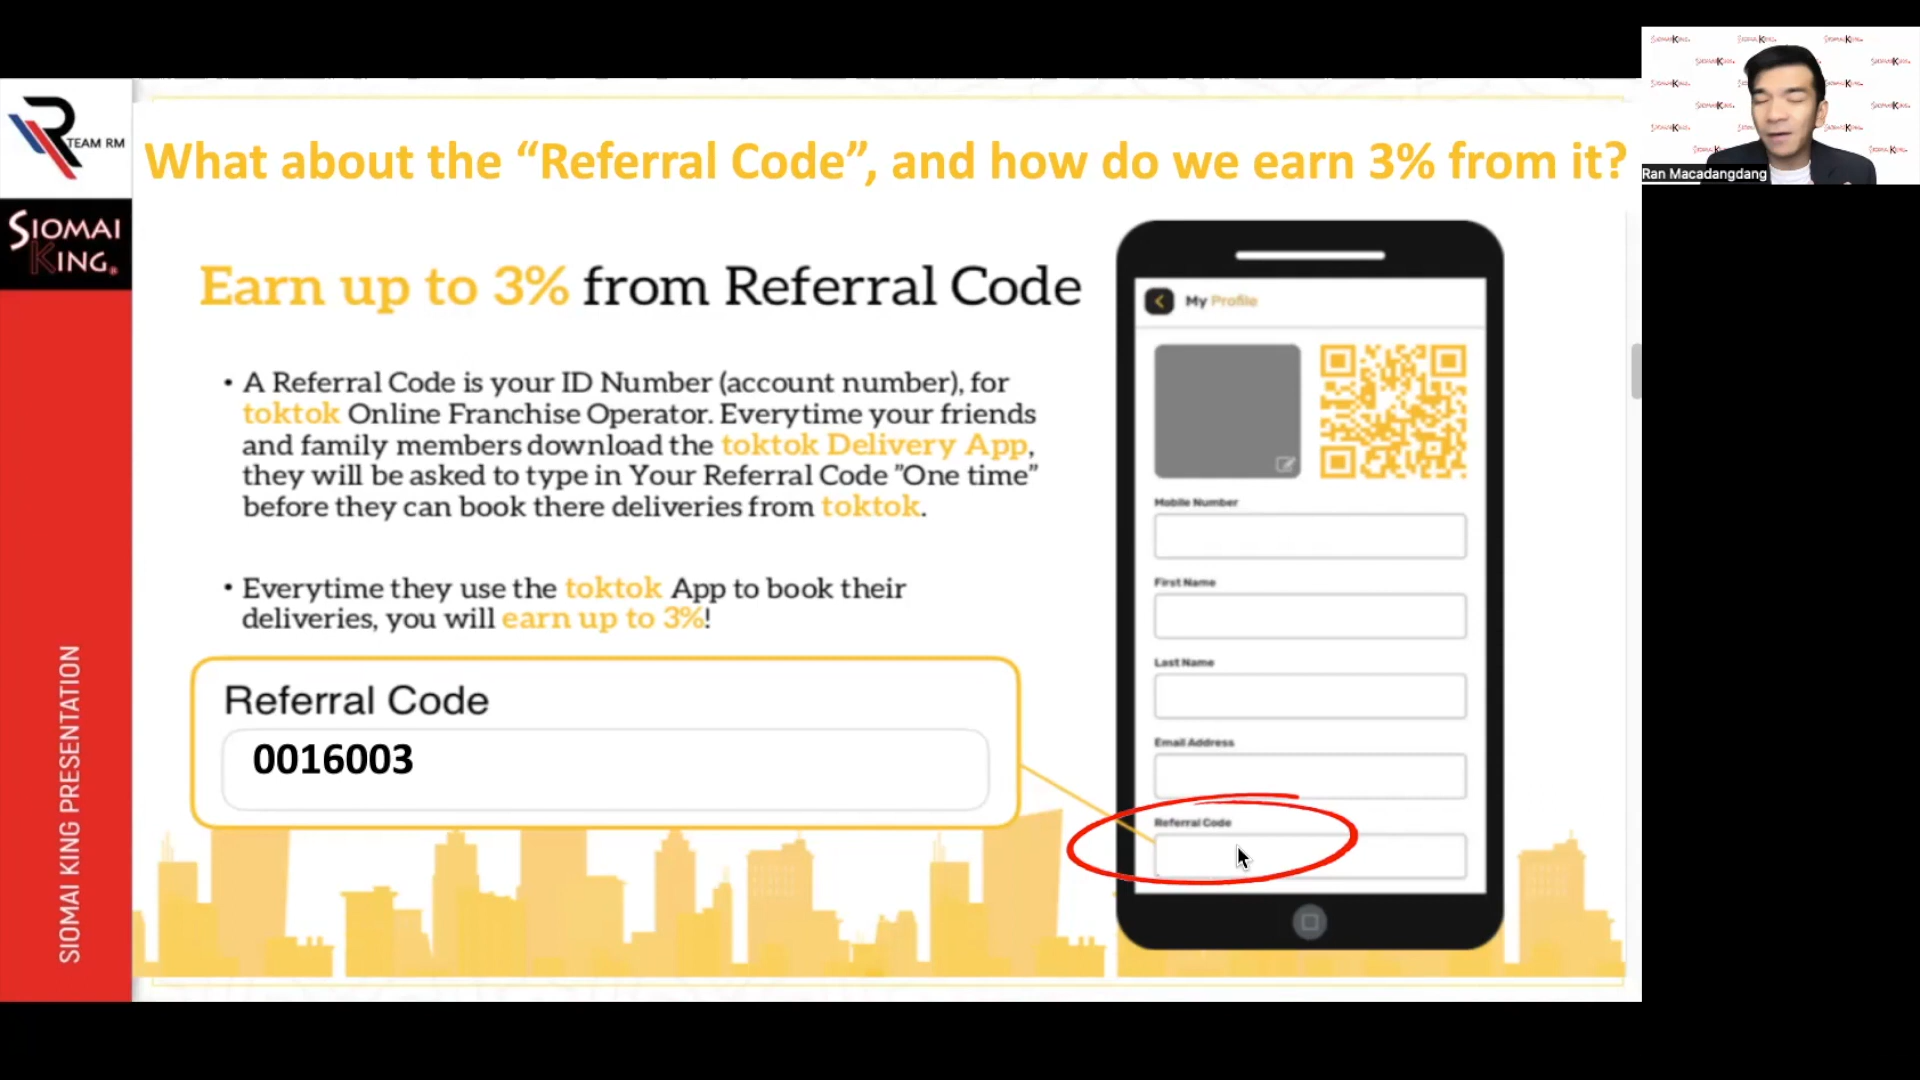 TEAM RM
SIOMAI
KING
SIOMAI KING PRESENTATION
What about the “Referral Code”, and how do we earn 3% from it?
Earn up to 3% from Referral Code
• A Referral Code is your ID Number (account number), for
toktok Online Franchise Operator. Everytime your friends
and family members download the toktok Delivery App,
they will be asked to type in Your Referral Code ”One time”
before they can book there deliveries from toktok.
• Everytime they use the toktok App to book their
deliveries, you will earn up to 3%!
Referral Code
0016003
My Profile
Mobile Number
First Name
Last Name
Email Address
Referral Code
Ran Macadangdang